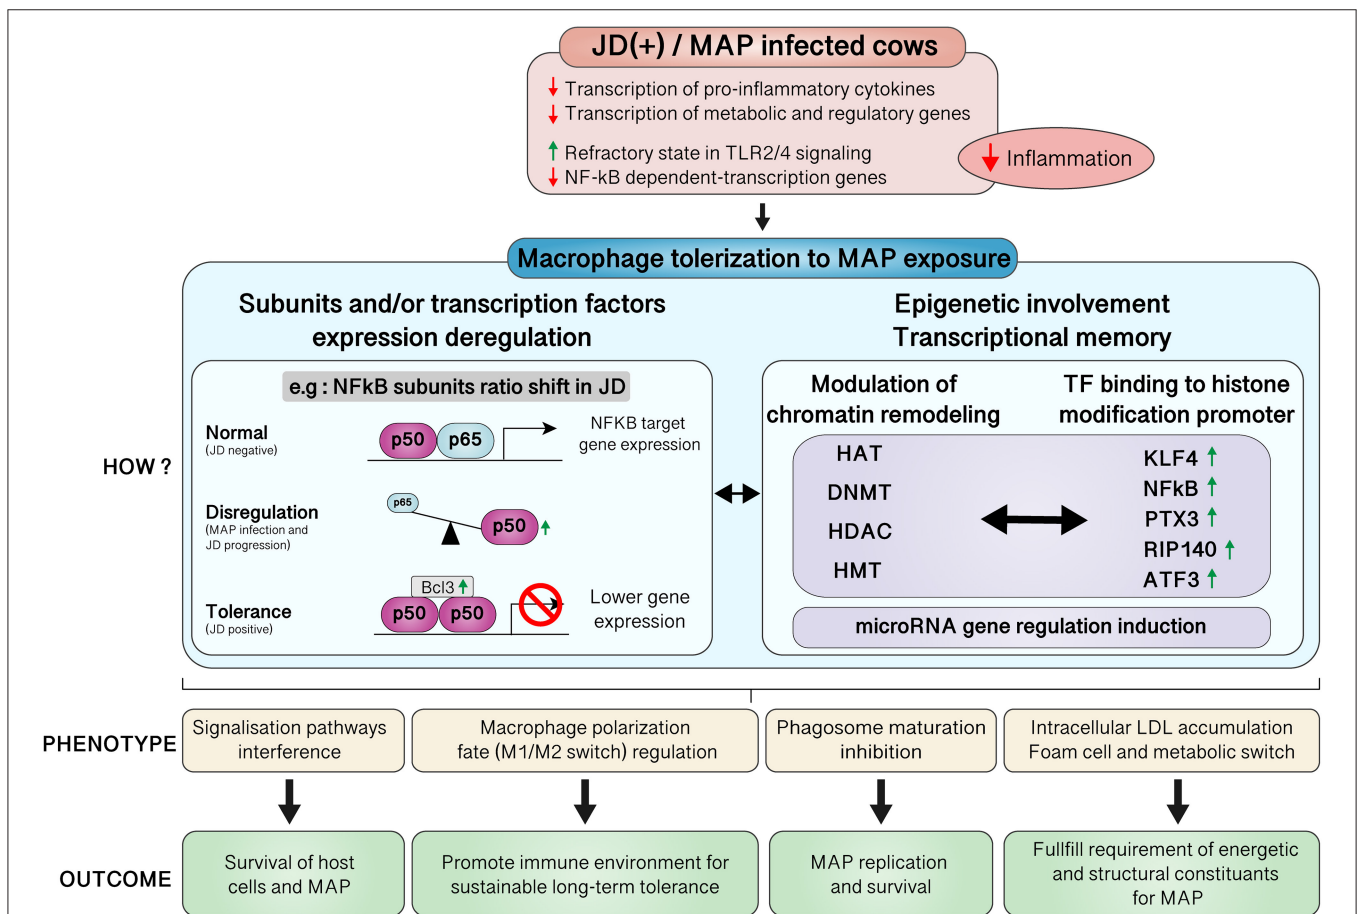 JD(+) / MAP infected cows
Transcription of pro-inflammatory cytokines
Transcription of metabolic and regulatory genes
Refractory state in TLR2/4 signaling
NF-kB dependent-transcription genes
Inflammation
Macrophage tolerization to MAP exposure
HOW ?
Subunits and/or transcription factors
expression deregulation
e.g : NFkB subunits ratio shift in JD
Normal
(JD negative)
p50
p65
NFKB target
gene expression
Disregulation
(MAP infection and
JD progression)
p65
p50
Tolerance
(JD positive)
Bcl3
p50
p50
Lower gene
expression
Epigenetic involvement
Transcriptional memory
Modulation of
chromatin remodeling
HAT
DNMT
HDAC
HMT
TF binding to histone
modification promoter
KLF4
NFkB
PTX3
RIP140
ATF3
microRNA gene regulation induction
PHENOTYPE
Signalisation pathways
interference
Macrophage polarization
fate (M1/M2 switch) regulation
Phagosome maturation
inhibition
Intracellular LDL accumulation
Foam cell and metabolic switch
OUTCOME
Survival of host
cells and MAP
Promote immune environment for
sustainable long-term tolerance
MAP replication
and survival
Fullfill requirement of energetic
and structural constituants
for MAP